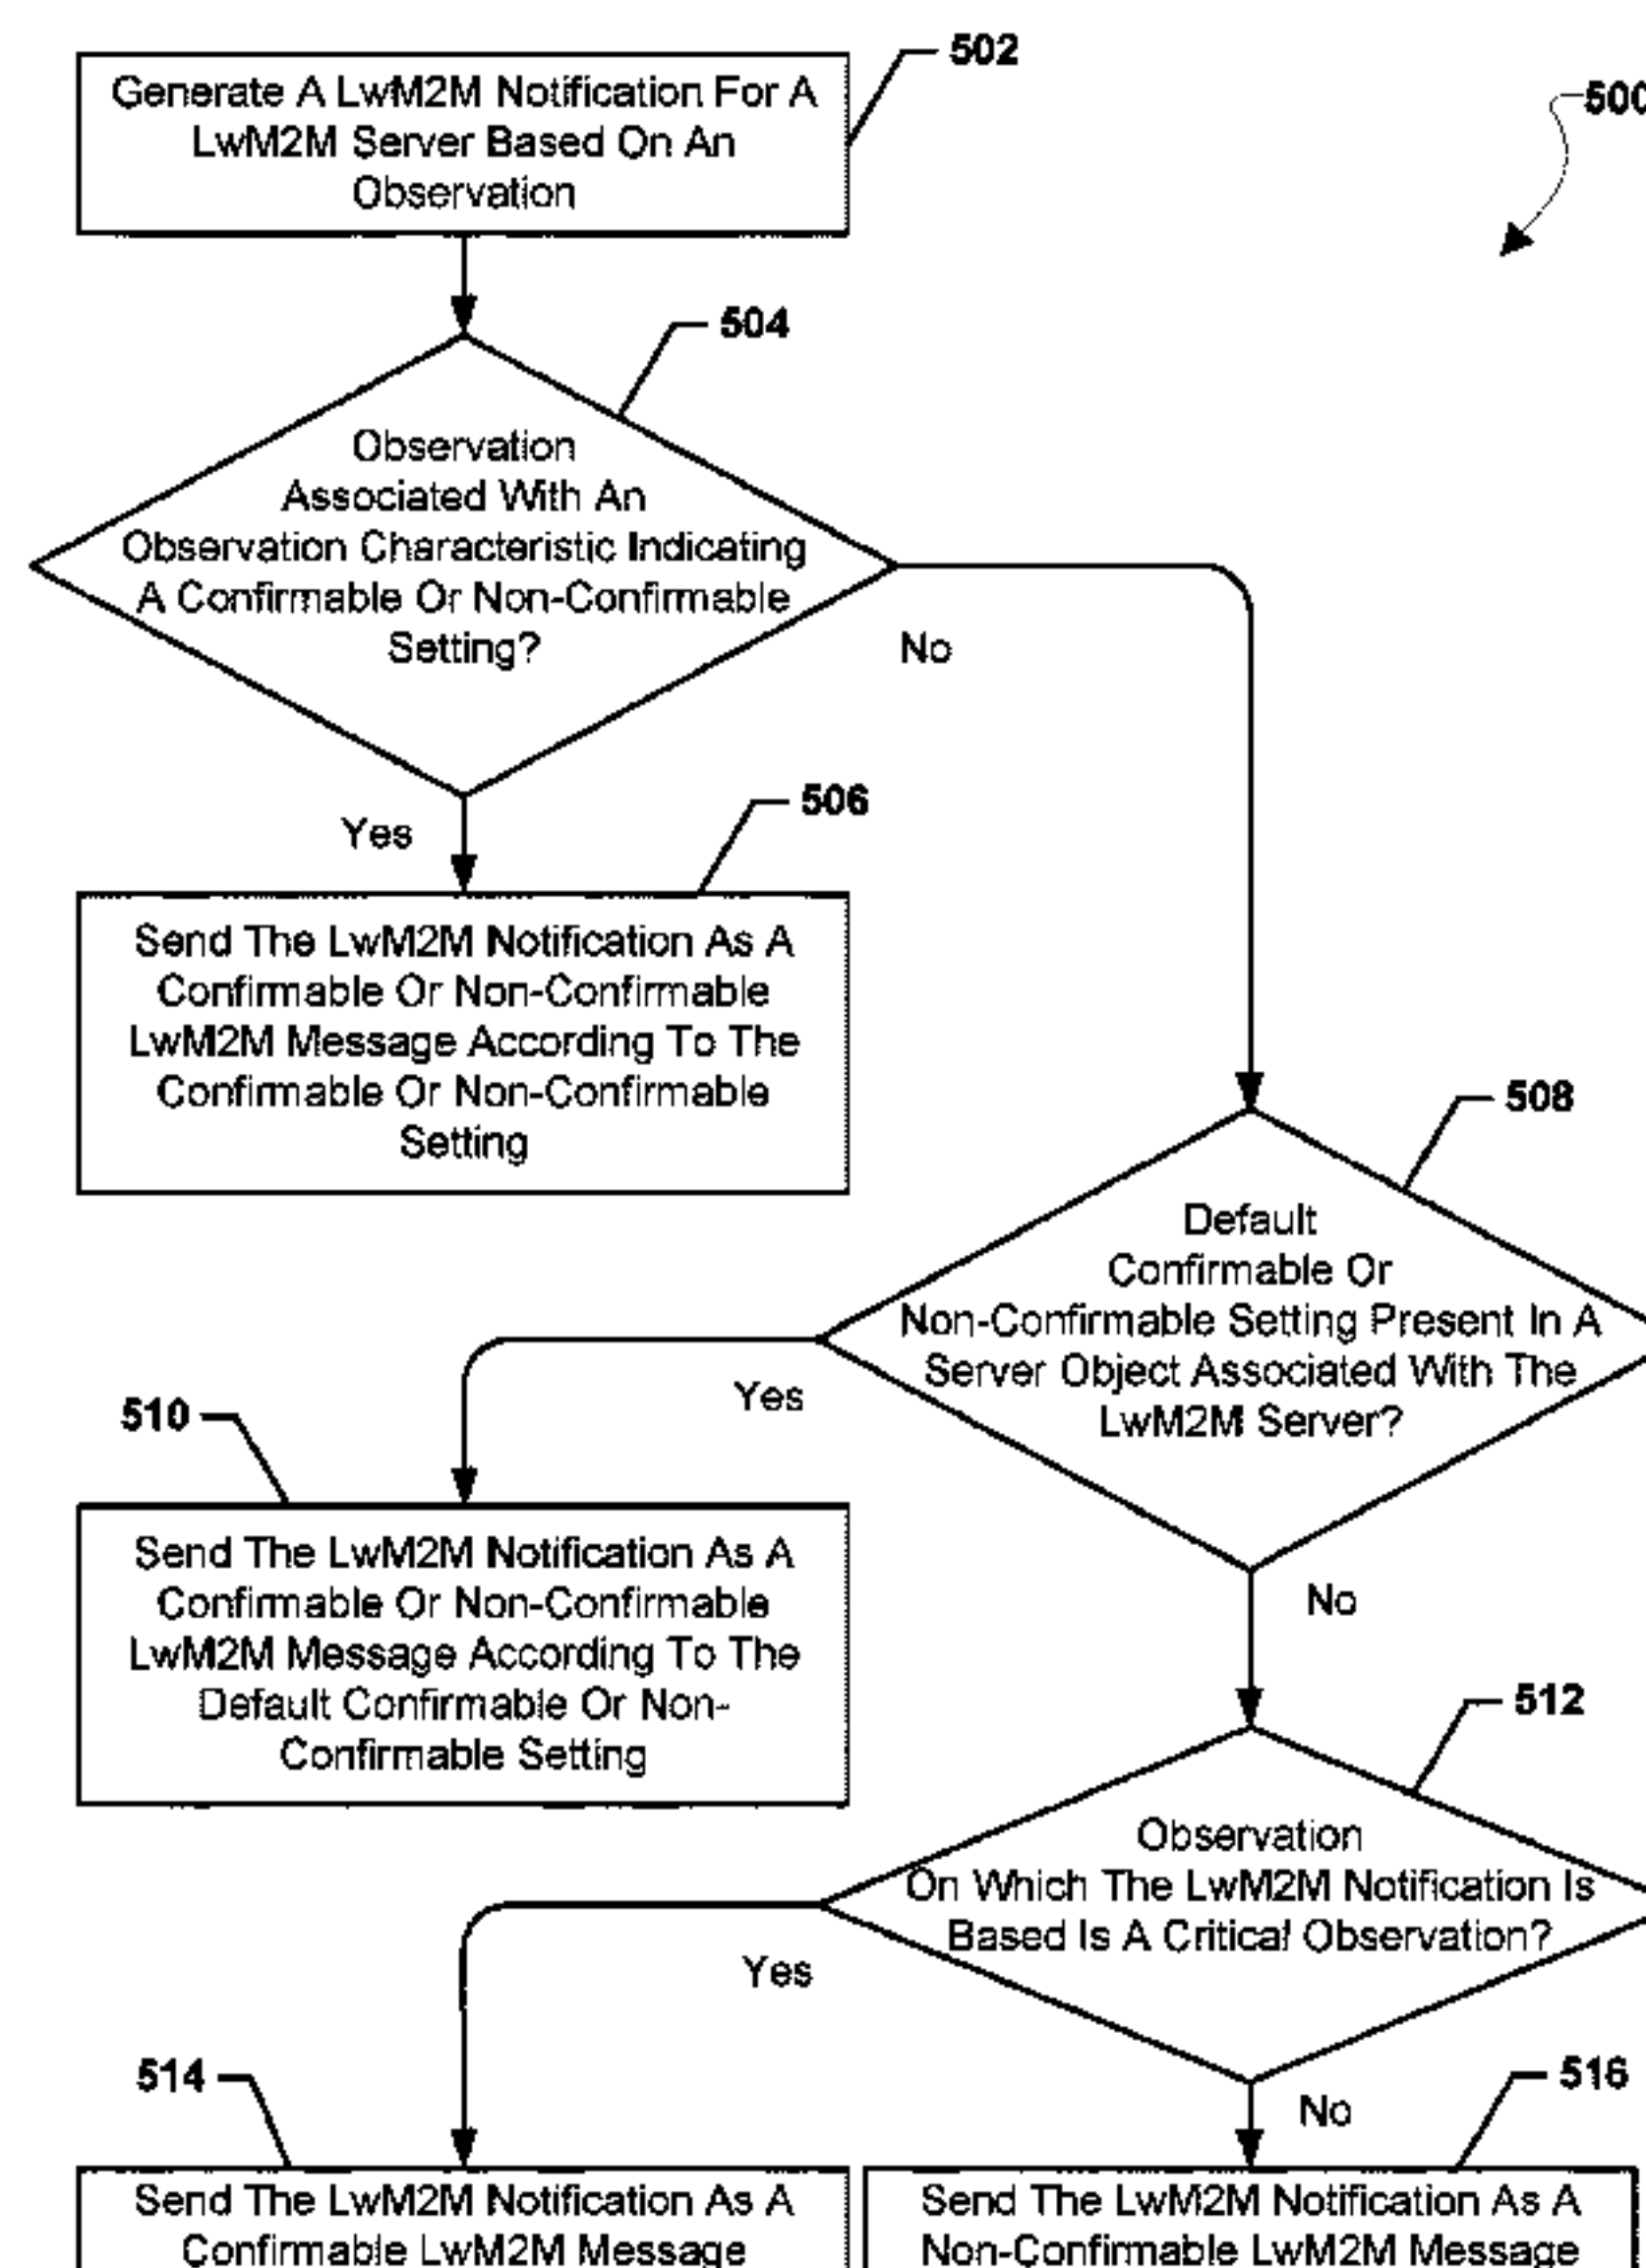 502
Generate A LwM2M Notification For A
LwM2M Server Based On An
Observation
500
504
Observation
Associated With An
Observation Characteristic Indicating
A Confirmable Or Non-Confirmable
Setting?
No
Yes
506
Send The LwM2M Notification As A
Confirmable Or Non-Confirmable
LwM2M Message According To The
Confirmable Or Non-Confirmable
Setting
508
Default
Confirmable Or
Non-Confirmable Setting Present In A
Server Object Associated With The
LwM2M Server?
Yes
No
510
Send The LwM2M Notification As A
Confirmable Or Non-Confirmable
LwM2M Message According To The
Default Confirmable Or Non-
Confirmable Setting
512
Observation
On Which The LwM2M Notification Is
Based Is A Critical Observation?
Yes
No
514
Send The LwM2M Notification As A
Confirmable LwM2M Message
516
Send The LwM2M Notification As A
Non-Confirmable LwM2M Message